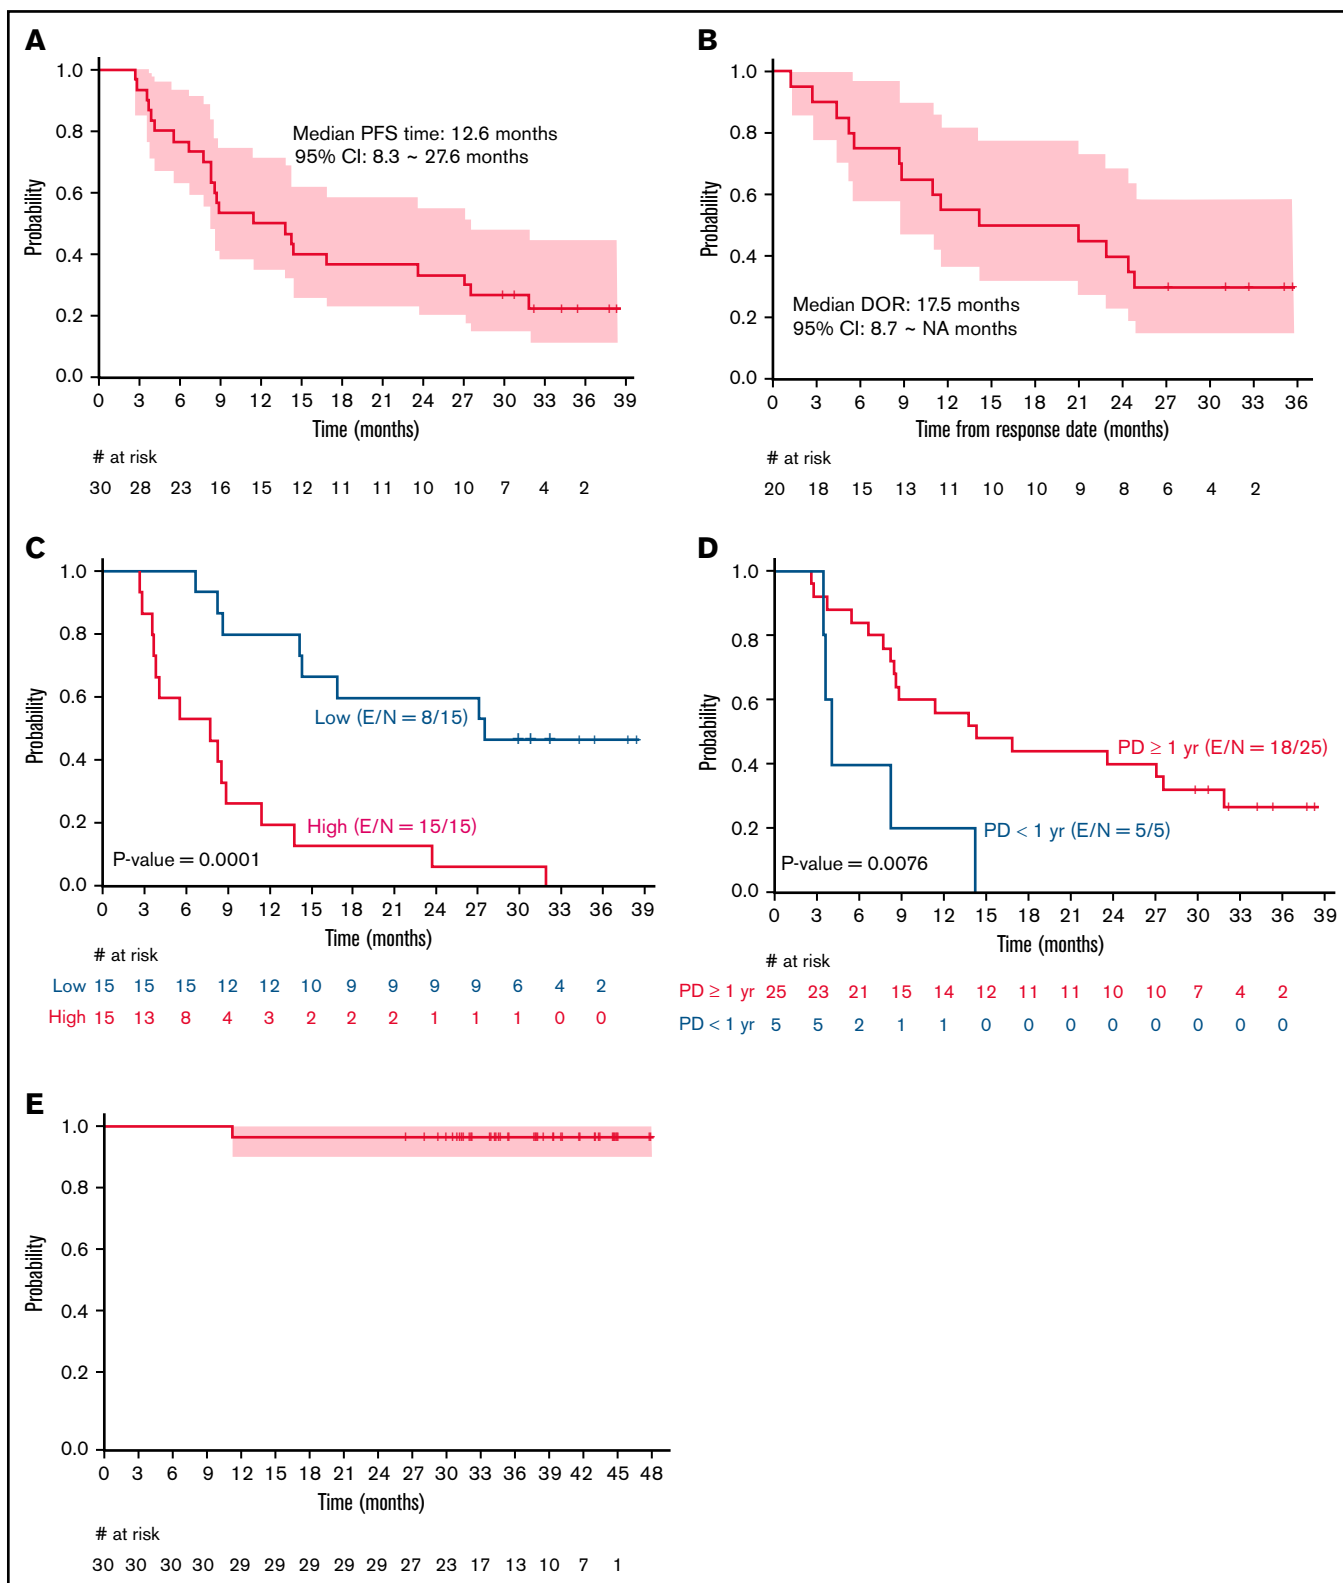 A
Probability
1.0
0.8
0.6
0.4
0.2
0.0
Median PFS time: 12.6 months
95% CI: 8.3 ~ 27.6 months
0 3 6 9 12 15 18 21 24 27 30 33 36 39
Time (months)
# at risk
30 28 23 16 15 12 11 11 10 10 7 4 2
B
Probability
1.0
0.8
0.6
0.4
0.2
0.0
Median DOR: 17.5 months
95% CI: 8.7 ~ NA months
0 3 6 9 12 15 18 21 24 27 30 33 36
Time from response date (months)
# at risk
20 18 15 13 11 10 10 9 8 6 4 2
C
Probability
1.0
0.8
0.6
0.4
0.2
0.0
Low (E/N = 8/15)
High (E/N = 15/15)
P-value = 0.0001
0 3 6 9 12 15 18 21 24 27 30 33 36 39
Time (months)
# at risk
Low 15 15 15 12 12 10 9 9 9 9 6 4 2
High 15 13 8 4 3 2 2 2 1 1 1 0 0
D
Probability
1.0
0.8
0.6
0.4
0.2
0.0
PD ≥ 1 yr (E/N = 18/25)
PD < 1 yr (E/N = 5/5)
P-value = 0.0076
0 3 6 9 12 15 18 21 24 27 30 33 36 39
Time (months)
# at risk
PD ≥ 1 yr 25 23 21 15 14 12 11 11 10 10 7 4 2
PD < 1 yr 5 5 2 1 1 0 0 0 0 0 0 0 0
E
Probability
1.0
0.8
0.6
0.4
0.2
0.0
0 3 6 9 12 15 18 21 24 27 30 33 36 39 42 45 48
Time (months)
# at risk
30 30 30 30 29 29 29 29 29 27 23 17 13 10 7 1